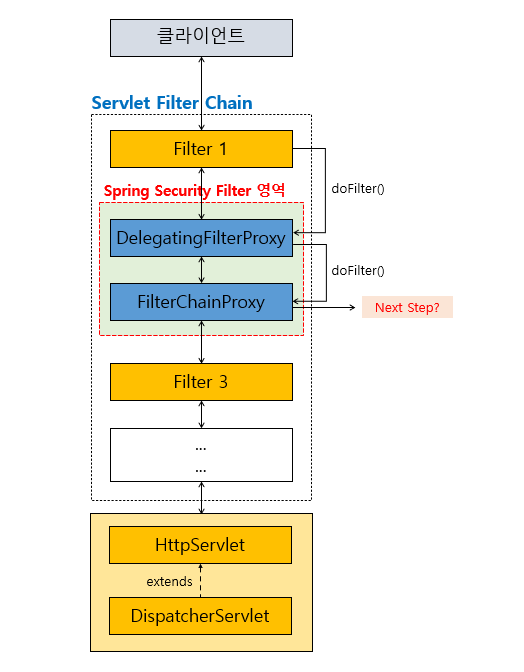 클라이언트
Servlet Filter Chain
Filter 1
doFilter()
Spring Security Filter 영역
DelegatingFilterProxy
doFilter()
FilterChainProxy
Next Step?
Filter 3
...
...
HttpServlet
extends
DispatcherServlet